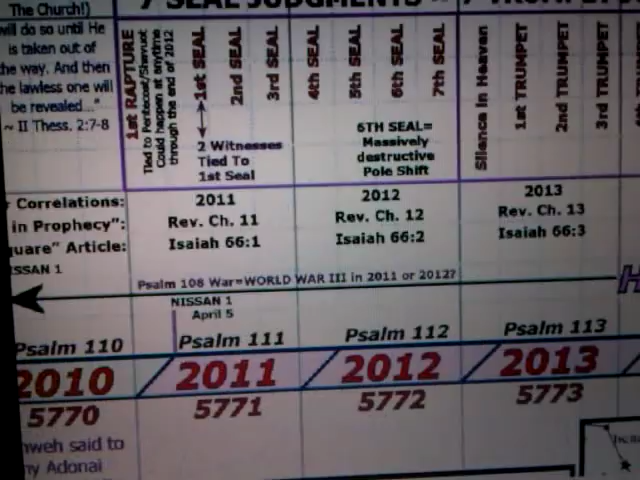 The Church!)
will do so until He
is taken out of
the way. And then
the lawless one will
be revealed..."
~ II Thess. 2:7-8
7 SEAL JUDGMENTS
7 TRUMPET
1st RAPTURE
Tied to Pentecost/Shavuot
Could happen at anytime
through the end of 2012
1st SEAL
2nd SEAL
3rd SEAL
4th SEAL
5th SEAL
6th SEAL
7th SEAL
Silence in Heaven
1st TRUMPET
2nd TRUMPET
3rd TRUMPET
2 Witnesses
Tied To
1st Seal
6TH SEAL=
Massively
destructive
Pole Shift
Correlations:
in Prophecy":
uare" Article:
2011
Rev. Ch. 11
Isaiah 66:1
2012
Rev. Ch. 12
Isaiah 66:2
2013
Rev. Ch. 13
Isaiah 66:3
ISSAN 1
Psalm 108 War=WORLD WAR III in 2011 or 2012?
H
NISSAN 1
April 5
Psalm 110
Psalm 111
Psalm 112
Psalm 113
2010
2011
2012
2013
5770
5771
5772
5773
hweh said to
ny Adonai